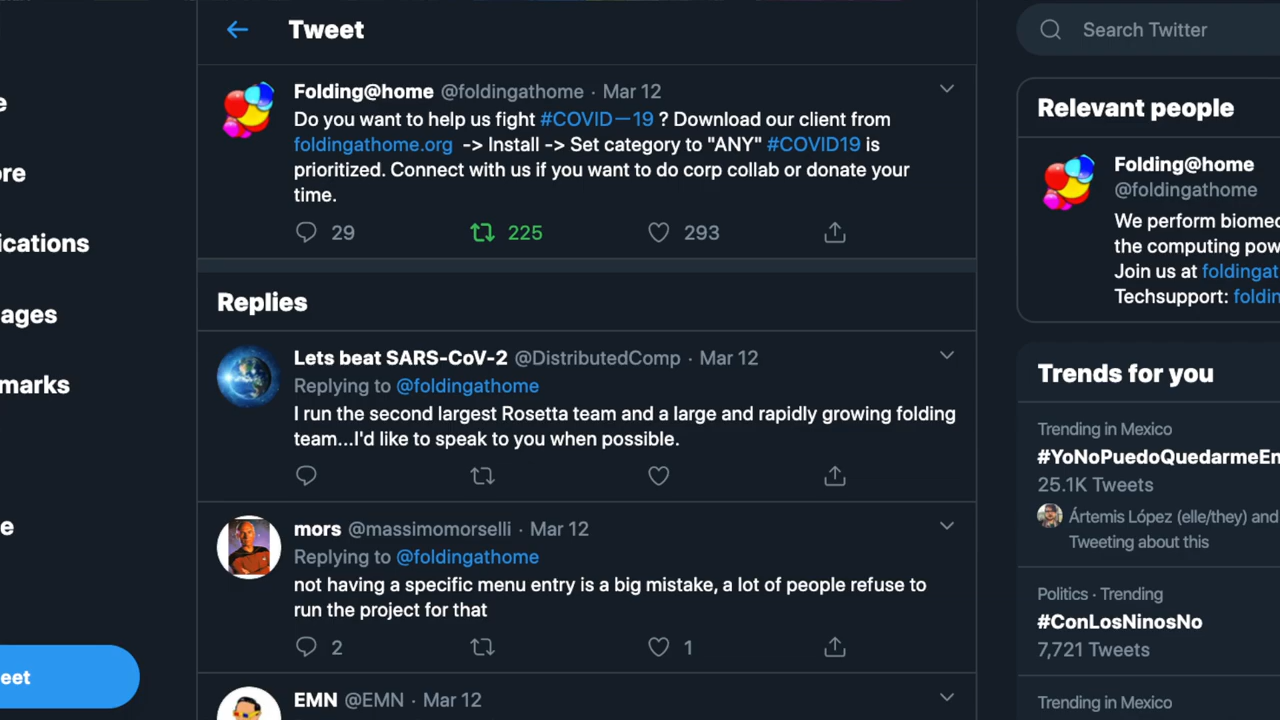 Tweet
Search Twitter
Folding@home @foldingathome · Mar 12
Do you want to help us fight #COVID—19 ? Download our client from
foldingathome.org -> Install -> Set category to "ANY" #COVID19 is
prioritized. Connect with us if you want to do corp collab or donate your
time.
29 225 293
Replies
Lets beat SARS-CoV-2 @DistributedComp · Mar 12
Replying to @foldingathome
I run the second largest Rosetta team and a large and rapidly growing folding
team...I'd like to speak to you when possible.
mors @massimomorselli · Mar 12
Replying to @foldingathome
not having a specific menu entry is a big mistake, a lot of people refuse to
run the project for that
2 1
EMN @EMN · Mar 12
Relevant people
Folding@home
@foldingathome
We perform biomed
the computing pow
Join us at foldingat
Techsupport: foldin
Trends for you
Trending in Mexico
#YoNoPuedoQuedarmeEn
25.1K Tweets
Ártemis López (elle/they) and
Tweeting about this
Politics · Trending
#ConLosNinosNo
7,721 Tweets
Trending in Mexico
e
ore
ications
ages
marks
e
eet